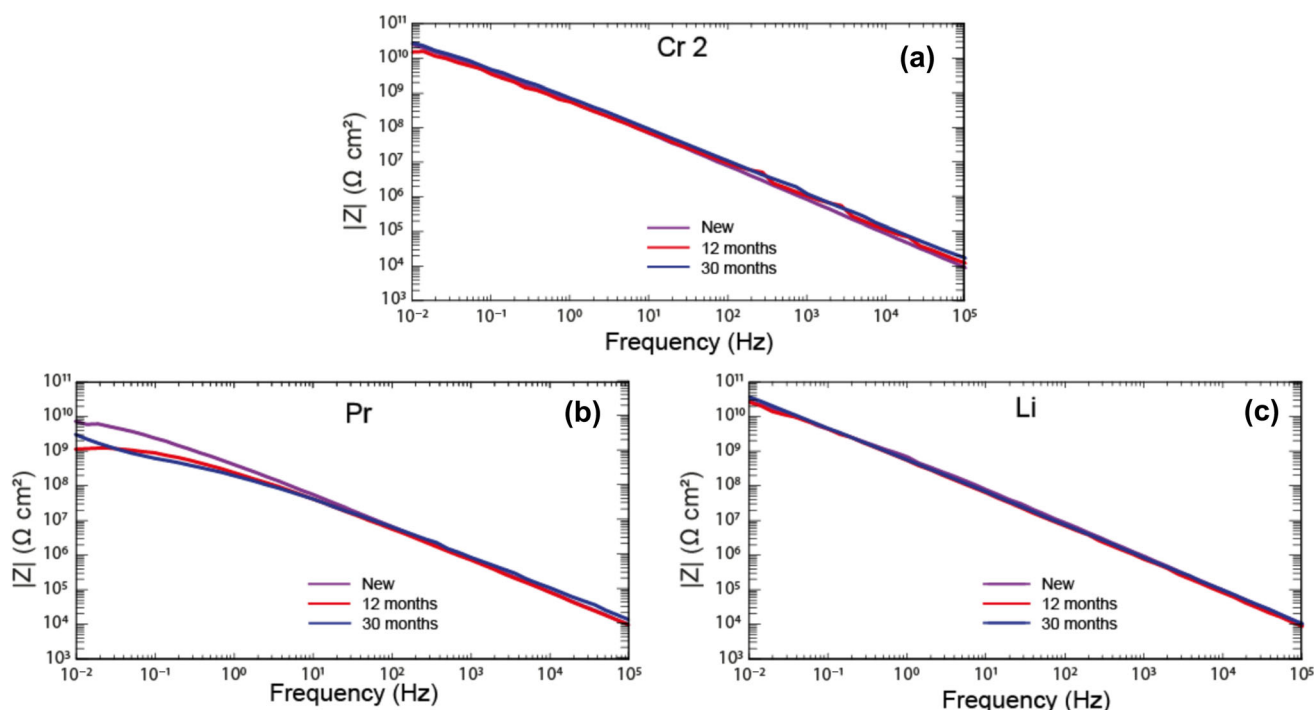 Cr 2
(a)
10¹¹
10¹⁰
10⁹
10⁸
10⁷
10⁶
10⁵
10⁴
10³
|Z| (Ω cm²)
New
12 months
30 months
10⁻² 10⁻¹ 10⁰ 10¹ 10² 10³ 10⁴ 10⁵
Frequency (Hz)
Pr
(b)
10¹¹
10¹⁰
10⁹
10⁸
10⁷
10⁶
10⁵
10⁴
10³
|Z| (Ω cm²)
New
12 months
30 months
10⁻² 10⁻¹ 10⁰ 10¹ 10² 10³ 10⁴ 10⁵
Frequency (Hz)
Li
(c)
10¹¹
10¹⁰
10⁹
10⁸
10⁷
10⁶
10⁵
10⁴
10³
|Z| (Ω cm²)
New
12 months
30 months
10⁻² 10⁻¹ 10⁰ 10¹ 10² 10³ 10⁴ 10⁵
Frequency (Hz)